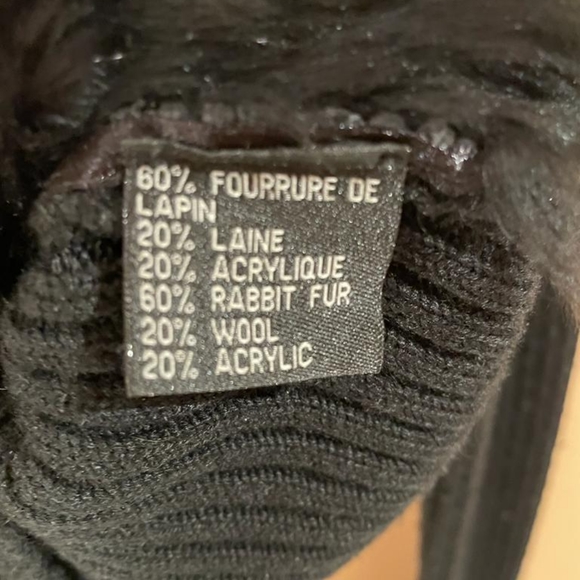 60% FOURRURE DE
LAPIN
20% LAINE
20% ACRYLIQUE
60% RABBIT FUR
20% WOOL
20% ACRYLIC